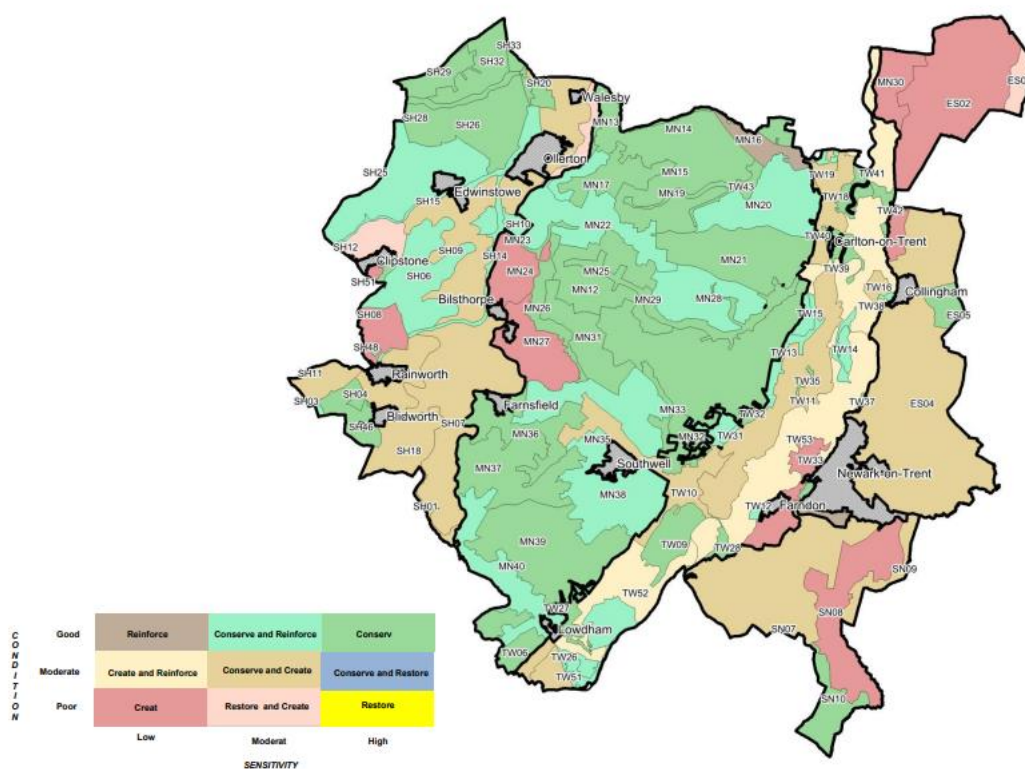 SH33
SH32
SH29
SH20
Walesby
MN30
ES02
SH28
SH26
MN13
MN14
MN16
Ollerton
SH25
MN15
TW19
TW41
MN17
Edwinstowe
MN19
TW43
TW18
SH15
MN20
TW42
SH10
MN22
SH12
SH09
MN23
TW40
Carlton-on-Trent
Clipstone
SH14
MN21
SH06
MN24
MN25
TW39
SH51
TW16
Collingham
MN12
MN29
MN28
Bilsthorpe
MN26
TW38
SH08
TW15
ES05
MN31
MN27
SH48
TW13
TW14
Rainworth
SH11
TW35
SH04
Farnsfield
TW11
TW37
ES04
SH03
Blidworth
MN33
TW32
SH07
SH46
MN36
MN32
TW31
MN35
TW53
SH18
Southwell
TW33
MN37
Newark-on-Trent
MN38
TW10
SH01
TW12
Farndon
MN39
TW09
TW28
MN40
SN09
TW52
TW27
SN08
Lowdham
SN07
TW06
TW26
TW51
SN10
CONDITION
Good
Reinforce
Conserve and Reinforce
Conserv
Moderate
Create and Reinforce
Conserve and Create
Conserve and Restore
Poor
Creat
Restore and Create
Restore
Low
Moderat
High
SENSITIVITY